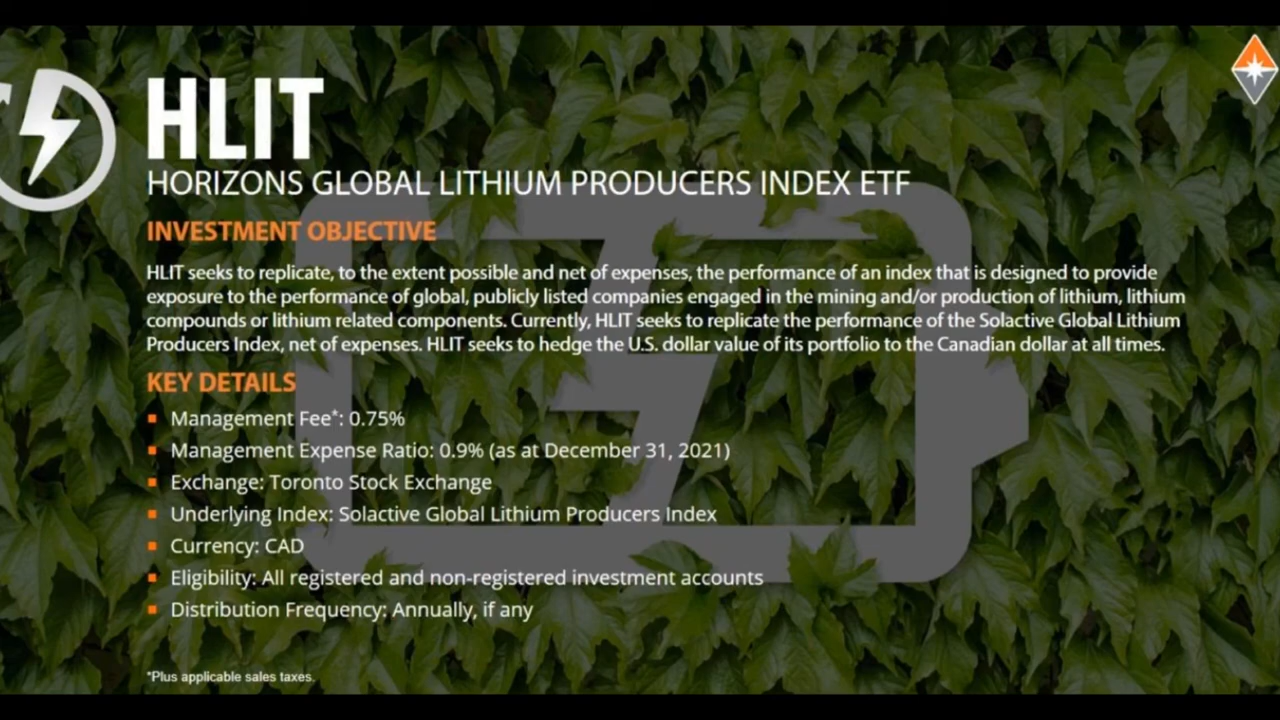 HLIT
HORIZONS GLOBAL LITHIUM PRODUCERS INDEX ETF
INVESTMENT OBJECTIVE
HLIT seeks to replicate, to the extent possible and net of expenses, the performance of an index that is designed to provide
exposure to the performance of global, publicly listed companies engaged in the mining and/or production of lithium, lithium
compounds or lithium related components. Currently, HLIT seeks to replicate the performance of the Solactive Global Lithium
Producers Index, net of expenses. HLIT seeks to hedge the U.S. dollar value of its portfolio to the Canadian dollar at all times.
KEY DETAILS
▪ Management Fee*: 0.75%
▪ Management Expense Ratio: 0.9% (as at December 31, 2021)
▪ Exchange: Toronto Stock Exchange
▪ Underlying Index: Solactive Global Lithium Producers Index
▪ Currency: CAD
▪ Eligibility: All registered and non-registered investment accounts
▪ Distribution Frequency: Annually, if any
*Plus applicable sales taxes.